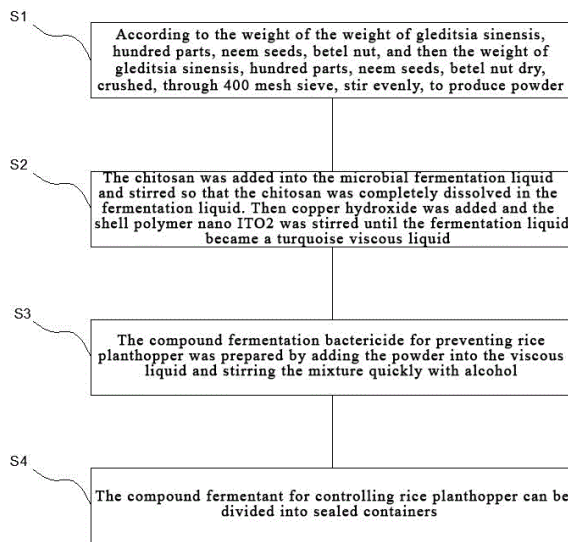 S1
According to the weight of the weight of gleditsia sinensis,
hundred parts, neem seeds, betel nut, and then the weight of
gleditsia sinensis, hundred parts, neem seeds, betel nut dry,
crushed, through 400 mesh sieve, stir evenly, to produce powder
S2
The chitosan was added into the microbial fermentation liquid
and stirred so that the chitosan was completely dissolved in the
fermentation liquid. Then copper hydroxide was added and the
shell polymer nano ITO2 was stirred until the fermentation liquid
became a turquoise viscous liquid
S3
The compound fermentation bactericide for preventing rice
planthopper was prepared by adding the powder into the viscous
liquid and stirring the mixture quickly with alcohol
S4
The compound fermentant for controlling rice planthopper can be
divided into sealed containers